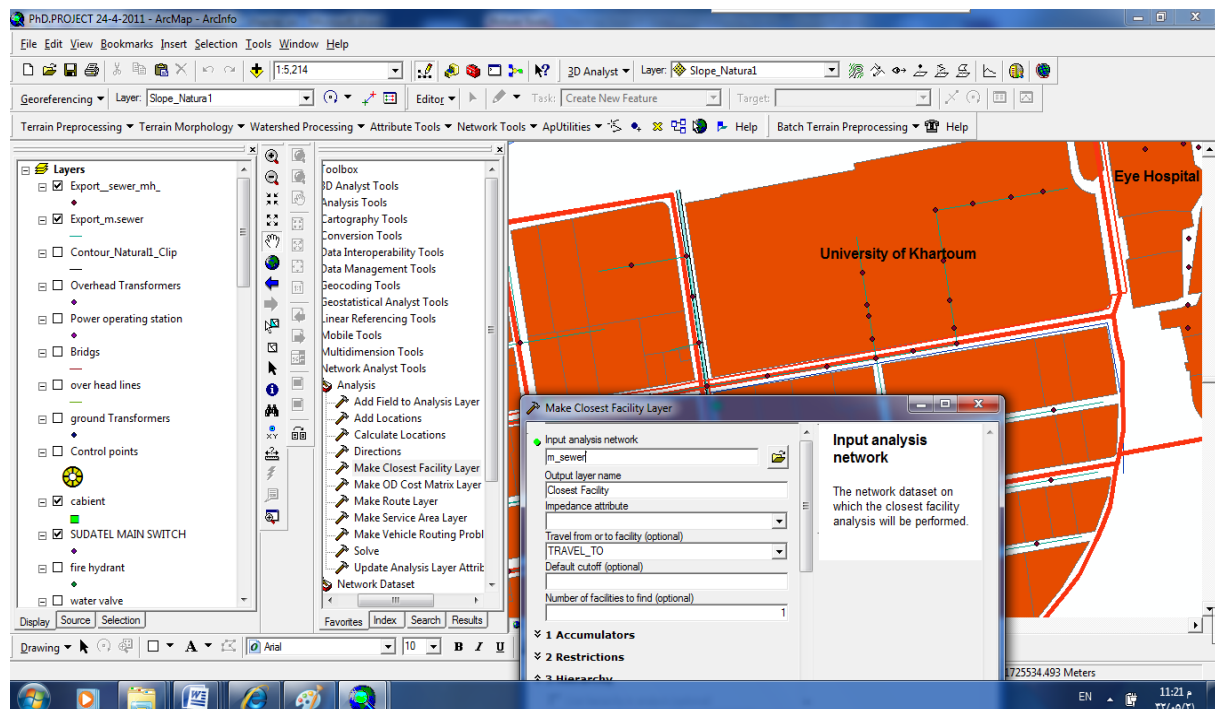 PhD.PROJECT 24-4-2011 - ArcMap - ArcInfo
File Edit View Bookmarks Insert Selection Tools Window Help
1:5,214 3D Analyst Layer: Slope_Natural1
Georeferencing Layer: Slope_Natural1 Editor Task: Create New Feature Target:
Terrain Preprocessing Terrain Morphology Watershed Processing Attribute Tools Network Tools ApUtilities Help Batch Terrain Preprocessing Help
Layers
Export__sewer_mh_
Export_m.sewer
Contour_Natural1_Clip
Overhead Transformers
Power operating station
Bridgs
over head lines
ground Transformers
Control points
cabient
SUDATEL MAIN SWITCH
fire hydrant
water valve
Display Source Selection
Toolbox
3D Analyst Tools
Analysis Tools
Cartography Tools
Conversion Tools
Data Interoperability Tools
Data Management Tools
Geocoding Tools
Geostatistical Analyst Tools
Linear Referencing Tools
Mobile Tools
Multidimension Tools
Network Analyst Tools
Analysis
Add Field to Analysis Layer
Add Locations
Calculate Locations
Directions
Make Closest Facility Layer
Make OD Cost Matrix Layer
Make Route Layer
Make Service Area Layer
Make Vehicle Routing Probl
Solve
Update Analysis Layer Attrib
Network Dataset
Favorites Index Search Results
Eye Hospital
University of Khartoum
Make Closest Facility Layer
Input analysis network
m_sewer
Output layer name
Closest Facility
Impedance attribute
Travel from or to facility (optional)
TRAVEL_TO
Default cutoff (optional)
Number of facilities to find (optional)
1
1 Accumulators
2 Restrictions
3 Hierarchy
Input analysis
network
The network dataset on
which the closest facility
analysis will be performed.
Drawing A Arial 10 B I U
1725534.493 Meters
EN 11:21 م